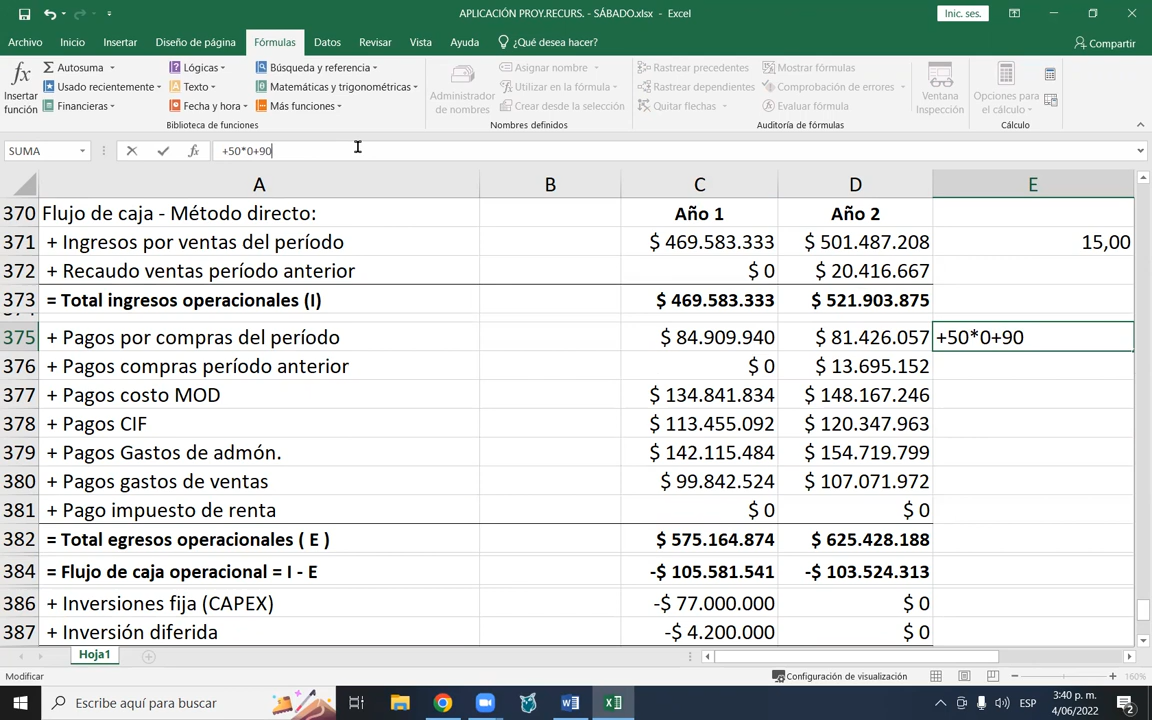 APLICACIÓN PROY.RECURS. - SÁBADO.xlsx - Excel
Inic. ses.
Archivo Inicio Insertar Diseño de página Fórmulas Datos Revisar Vista Ayuda ¿Qué desea hacer? Compartir
Insertar función
Autosuma
Usado recientemente
Financieras
Lógicas
Texto
Fecha y hora
Búsqueda y referencia
Matemáticas y trigonométricas
Más funciones
Biblioteca de funciones
Administrador de nombres
Asignar nombre
Utilizar en la fórmula
Crear desde la selección
Nombres definidos
Rastrear precedentes
Rastrear dependientes
Quitar flechas
Mostrar fórmulas
Comprobación de errores
Evaluar fórmula
Auditoría de fórmulas
Ventana Inspección
Opciones para el cálculo
Cálculo
SUMA fx +50*0+90
A B C D E
370 Flujo de caja - Método directo: Año 1 Año 2
371 + Ingresos por ventas del período $ 469.583.333 $ 501.487.208 15,00
372 + Recaudo ventas período anterior $ 0 $ 20.416.667
373 = Total ingresos operacionales (I) $ 469.583.333 $ 521.903.875
375 + Pagos por compras del período $ 84.909.940 $ 81.426.057 +50*0+90
376 + Pagos compras período anterior $ 0 $ 13.695.152
377 + Pagos costo MOD $ 134.841.834 $ 148.167.246
378 + Pagos CIF $ 113.455.092 $ 120.347.963
379 + Pagos Gastos de admón. $ 142.115.484 $ 154.719.799
380 + Pagos gastos de ventas $ 99.842.524 $ 107.071.972
381 + Pago impuesto de renta $ 0 $ 0
382 = Total egresos operacionales ( E ) $ 575.164.874 $ 625.428.188
384 = Flujo de caja operacional = I - E -$ 105.581.541 -$ 103.524.313
386 + Inversiones fija (CAPEX) -$ 77.000.000 $ 0
387 + Inversión diferida -$ 4.200.000 $ 0
Hoja1
Modificar
Configuración de visualización
160%
Escribe aquí para buscar
ESP
3:40 p. m.
4/06/2022
2